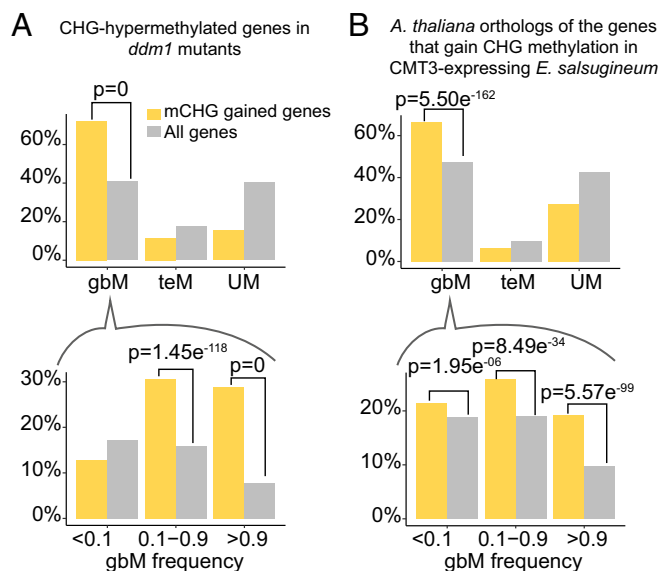 A
CHG-hypermethylated genes in
ddm1 mutants
p=0
mCHG gained genes
All genes
60%
40%
20%
0%
gbM teM UM
p=1.45e-118
p=0
30%
20%
10%
0%
<0.1 0.1–0.9 >0.9
gbM frequency
B
A. thaliana orthologs of the genes
that gain CHG methylation in
CMT3-expressing E. salsugineum
p=5.50e-162
60%
40%
20%
0%
gbM teM UM
p=8.49e-34
p=1.95e-06
p=5.57e-99
20%
10%
0%
<0.1 0.1–0.9 >0.9
gbM frequency